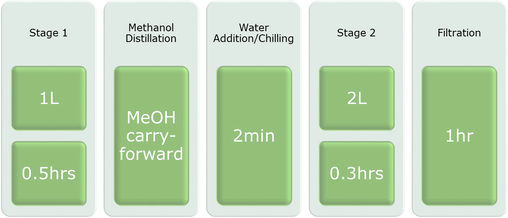 Stage 1
1L
0.5hrs
Methanol
Distillation
MeOH
carry-
forward
Water
Addition/Chilling
2min
Stage 2
2L
0.3hrs
Filtration
1hr